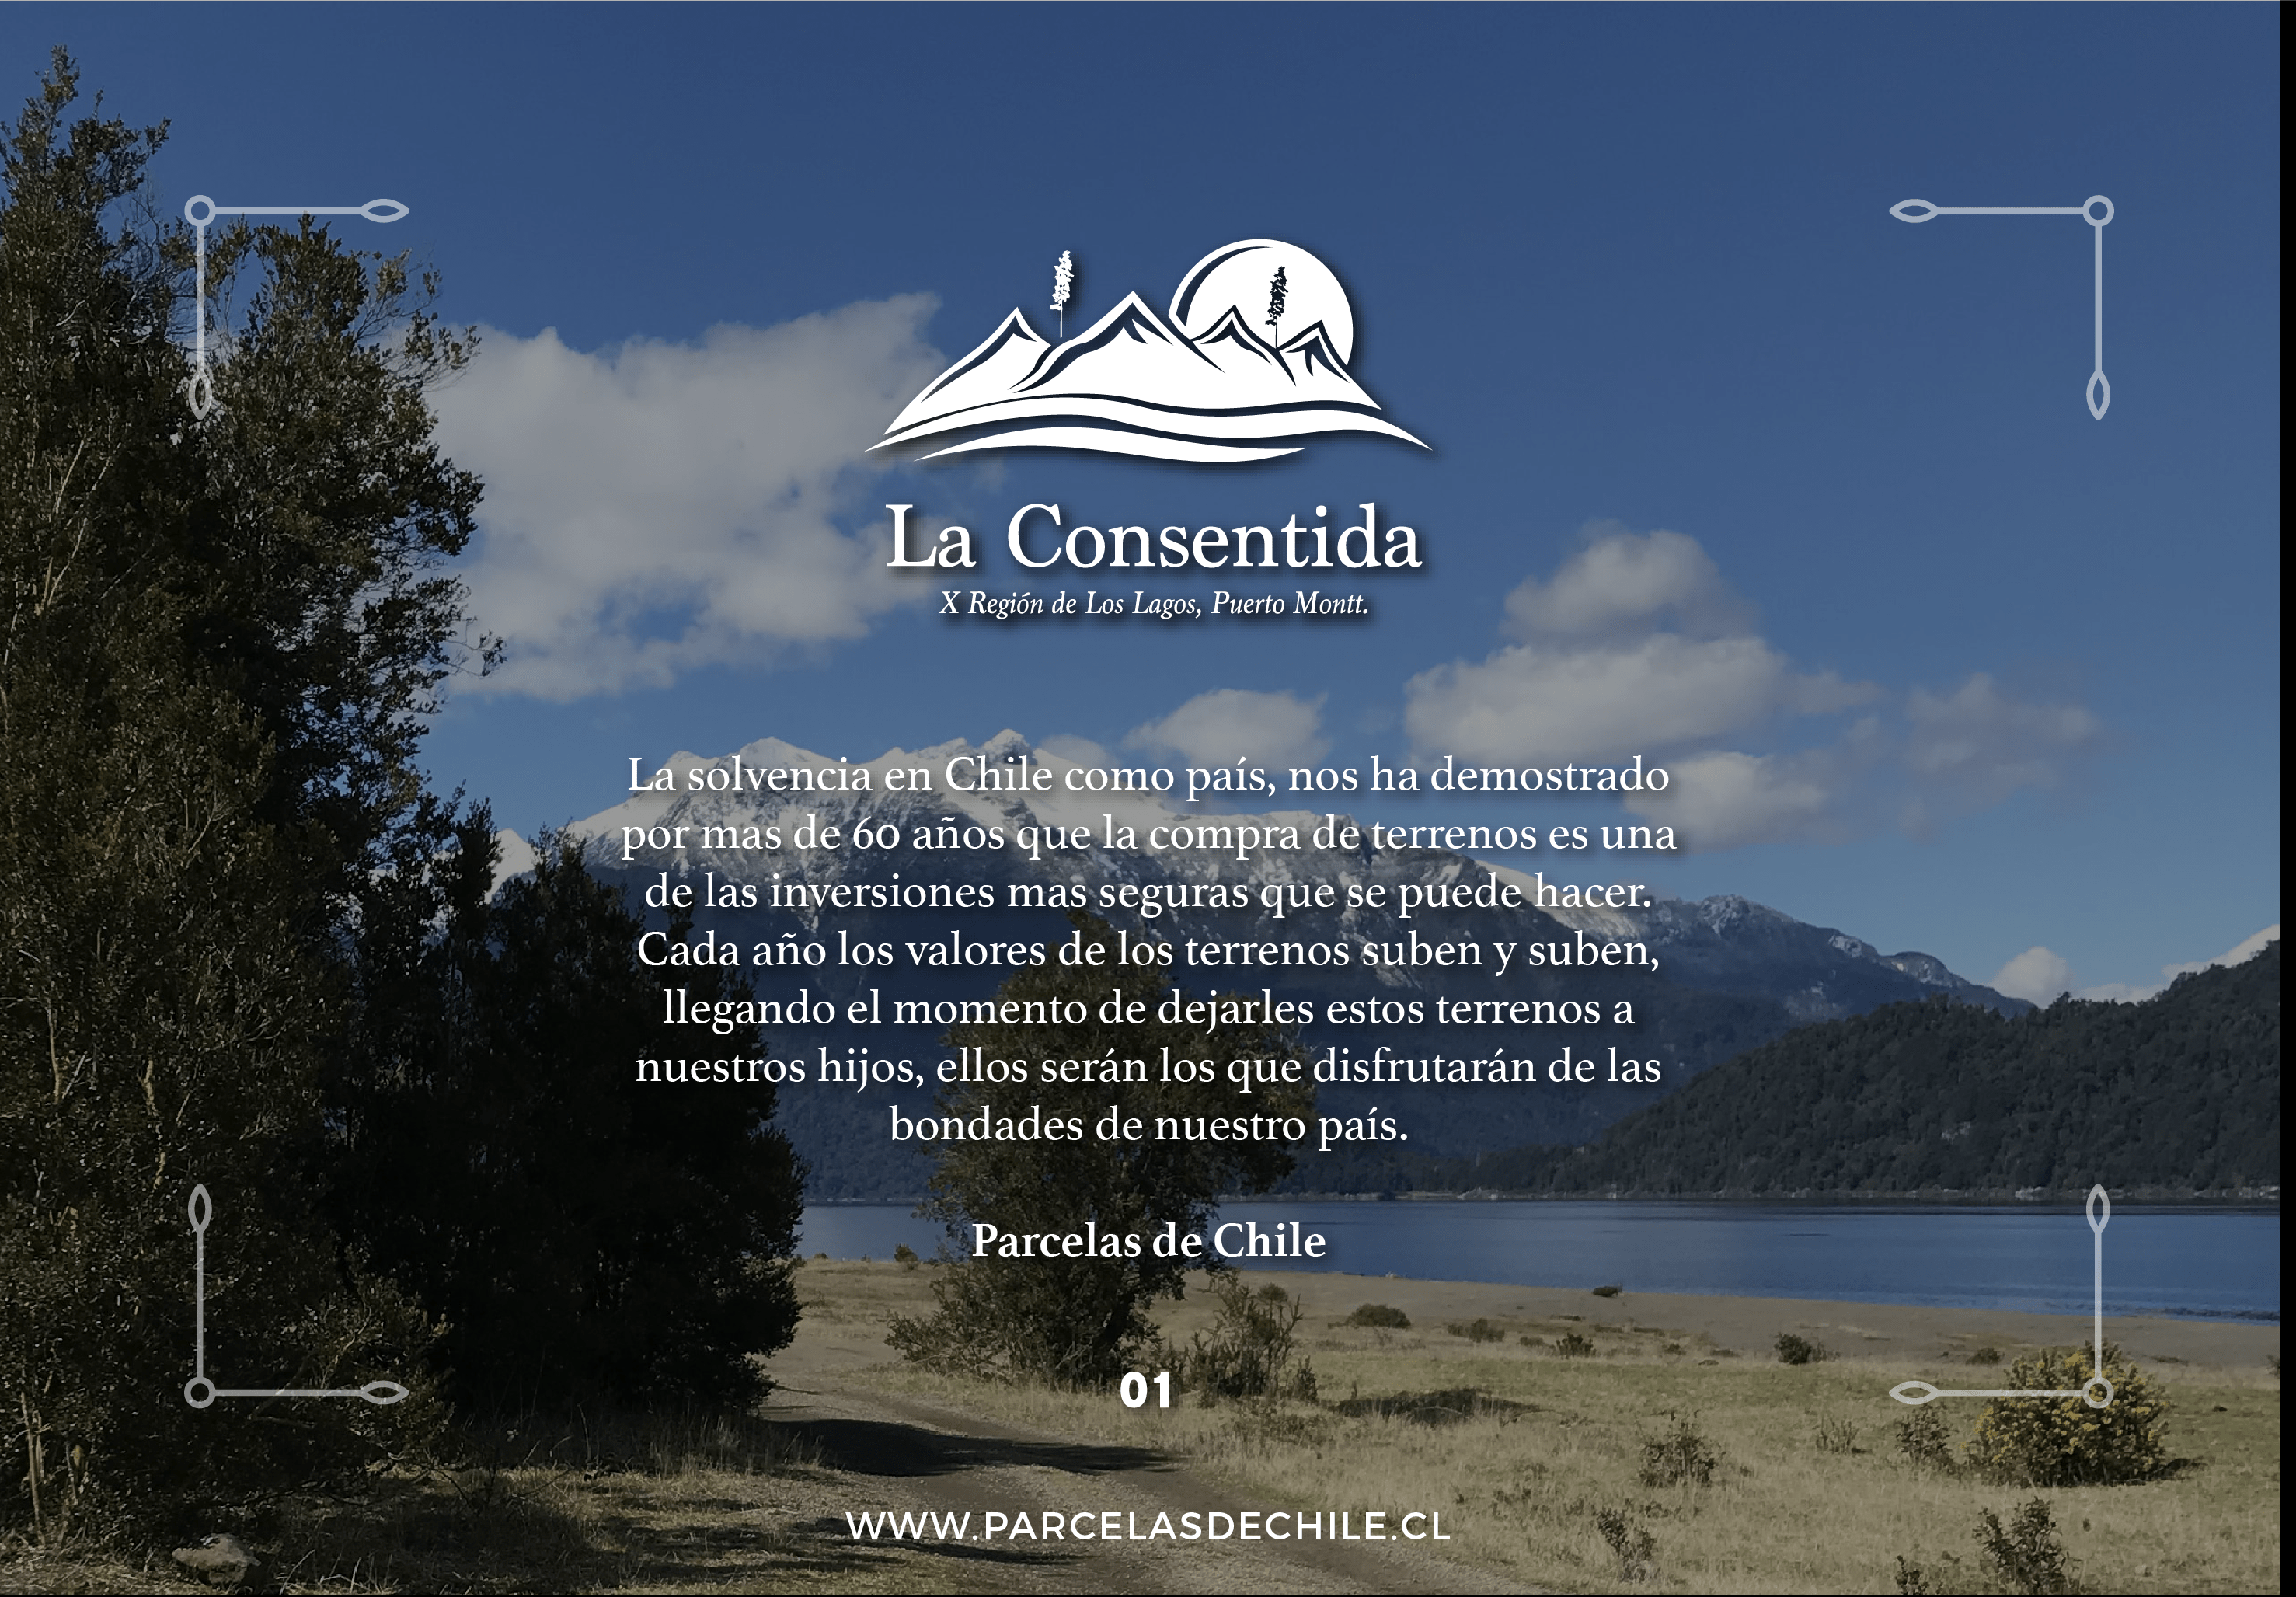 La Consentida
X Región de Los Lagos, Puerto Montt.
La solvencia en Chile como país, nos ha demostrado
por mas de 60 años que la compra de terrenos es una
de las inversiones mas seguras que se puede hacer.
Cada año los valores de los terrenos suben y suben,
llegando el momento de dejarles estos terrenos a
nuestros hijos, ellos serán los que disfrutarán de las
bondades de nuestro país.
Parcelas de Chile
01
WWW.PARCELASDECHILE.CL